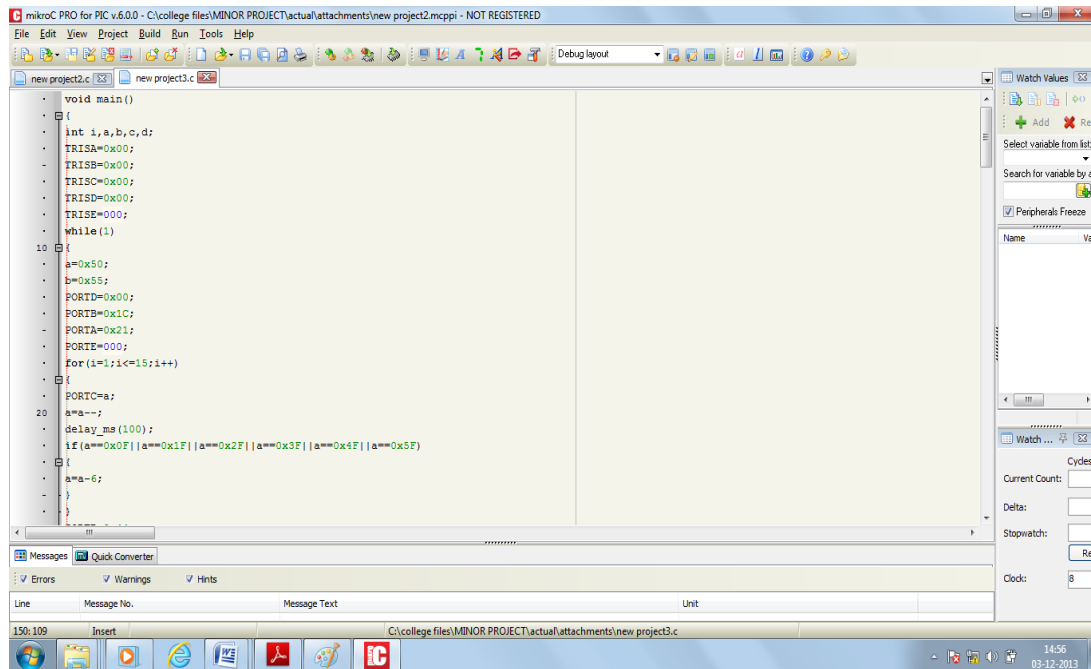 mikroC PRO for PIC v.6.0.0 - C:\college files\MINOR PROJECT\actual\attachments\new project2.mcppi - NOT REGISTERED
File Edit View Project Build Run Tools Help
Debug layout
new project2.c new project3.c
Watch Values
void main()
{
int i,a,b,c,d;
TRISA=0x00;
TRISB=0x00;
TRISC=0x00;
TRISD=0x00;
TRISE=000;
while(1)
10 {
a=0x50;
b=0x55;
PORTD=0x00;
PORTB=0x1C;
PORTA=0x21;
PORTE=000;
for(i=1;i<=15;i++)
{
PORTC=a;
20 a=a--;
delay_ms(100);
if(a==0x0F||a==0x1F||a==0x2F||a==0x3F||a==0x4F||a==0x5F)
{
a=a-6;
}
}
Add Re
Select variable from list:
Search for variable by a
Peripherals Freeze
Name Va
Watch ...
Cycles
Current Count:
Delta:
Stopwatch:
Re
Clock: 8
Messages Quick Converter
Errors Warnings Hints
Line Message No. Message Text Unit
150: 109 Insert C:\college files\MINOR PROJECT\actual\attachments\new project3.c
14:56
03-12-2013